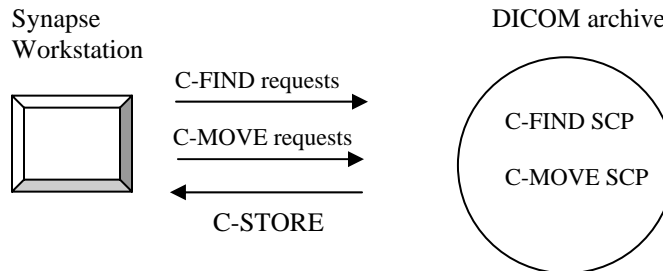 Synapse
Workstation
DICOM archive
C-FIND requests
C-MOVE requests
C-STORE
C-FIND SCP
C-MOVE SCP